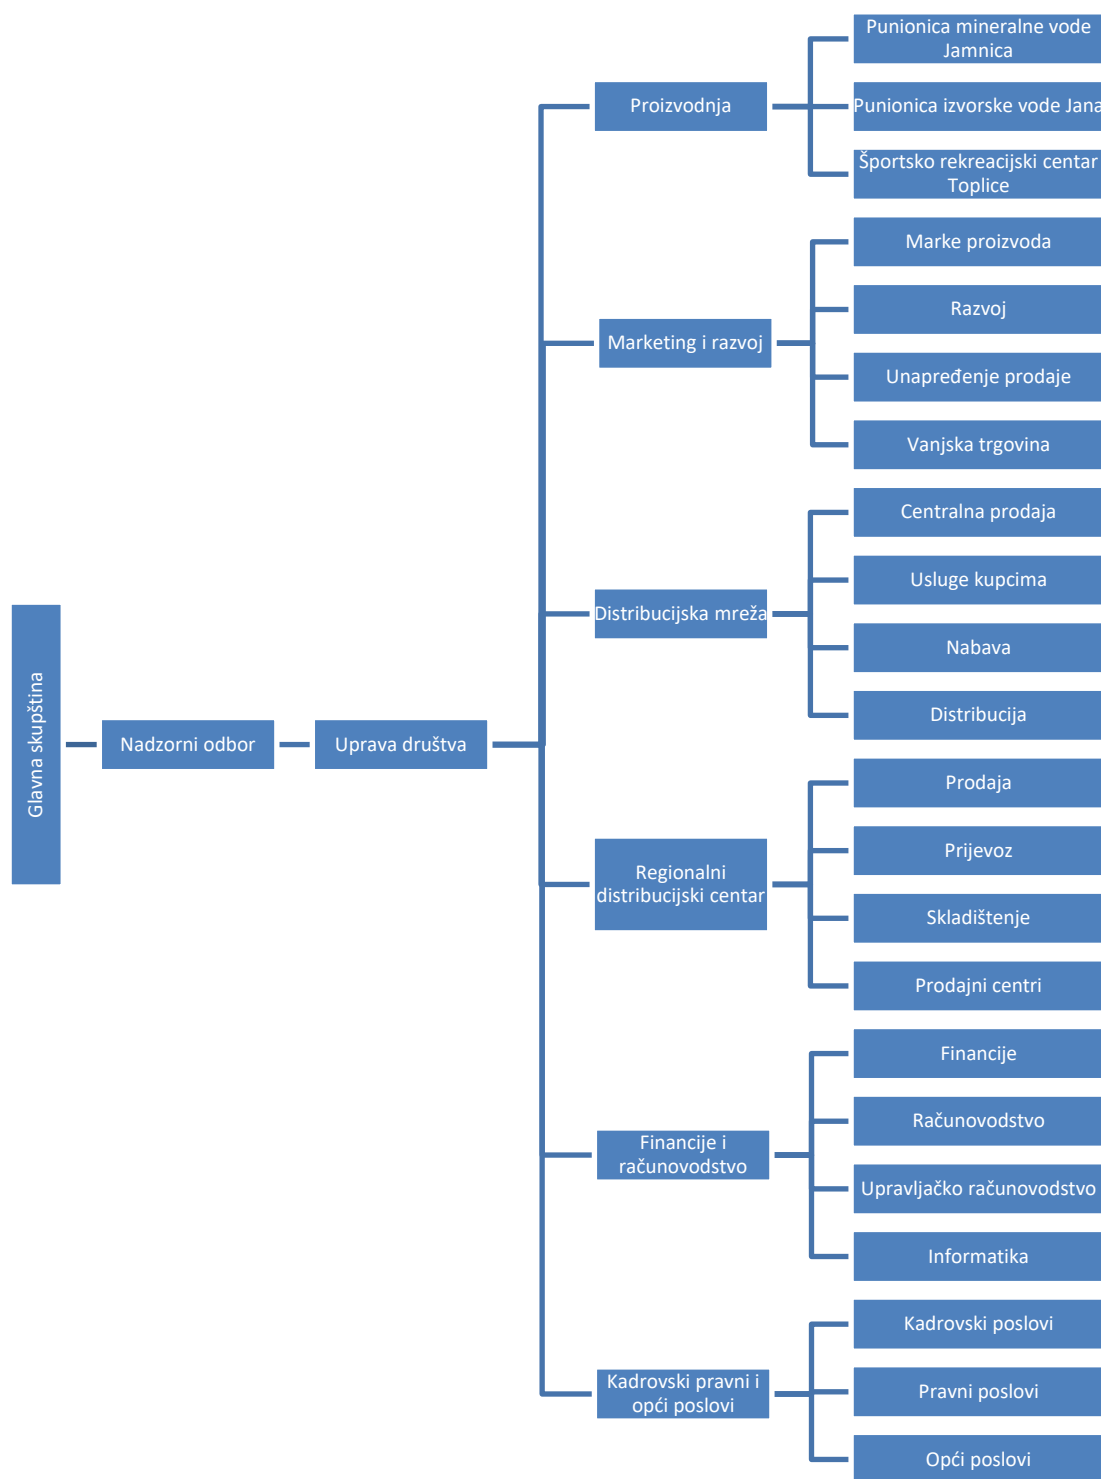 Glavna skupština
Nadzorni odbor
Uprava društva
Proizvodnja
Punionica mineralne vode
Jamnica
Punionica izvorske vode Jana
Športsko rekreacijski centar
Toplice
Marketing i razvoj
Marke proizvoda
Razvoj
Unapređenje prodaje
Vanjska trgovina
Distribucijska mreža
Centralna prodaja
Usluge kupcima
Nabava
Distribucija
Regionalni
distribucijski centar
Prodaja
Prijevoz
Skladištenje
Prodajni centri
Financije i
računovodstvo
Financije
Računovodstvo
Upravljačko računovodstvo
Informatika
Kadrovski pravni i
opći poslovi
Kadrovski poslovi
Pravni poslovi
Opći poslovi